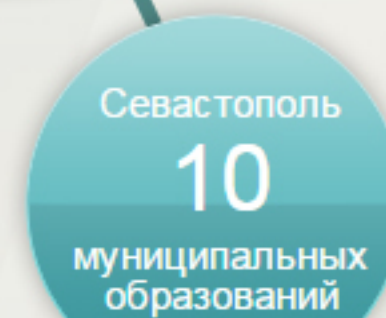 Севастополь
10
муниципальных
образований